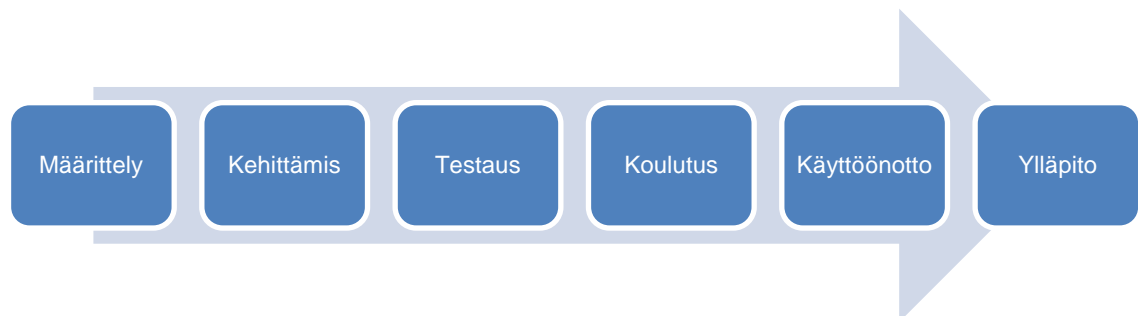 Määrittely
Kehittämis
Testaus
Koulutus
Käyttöönotto
Ylläpito